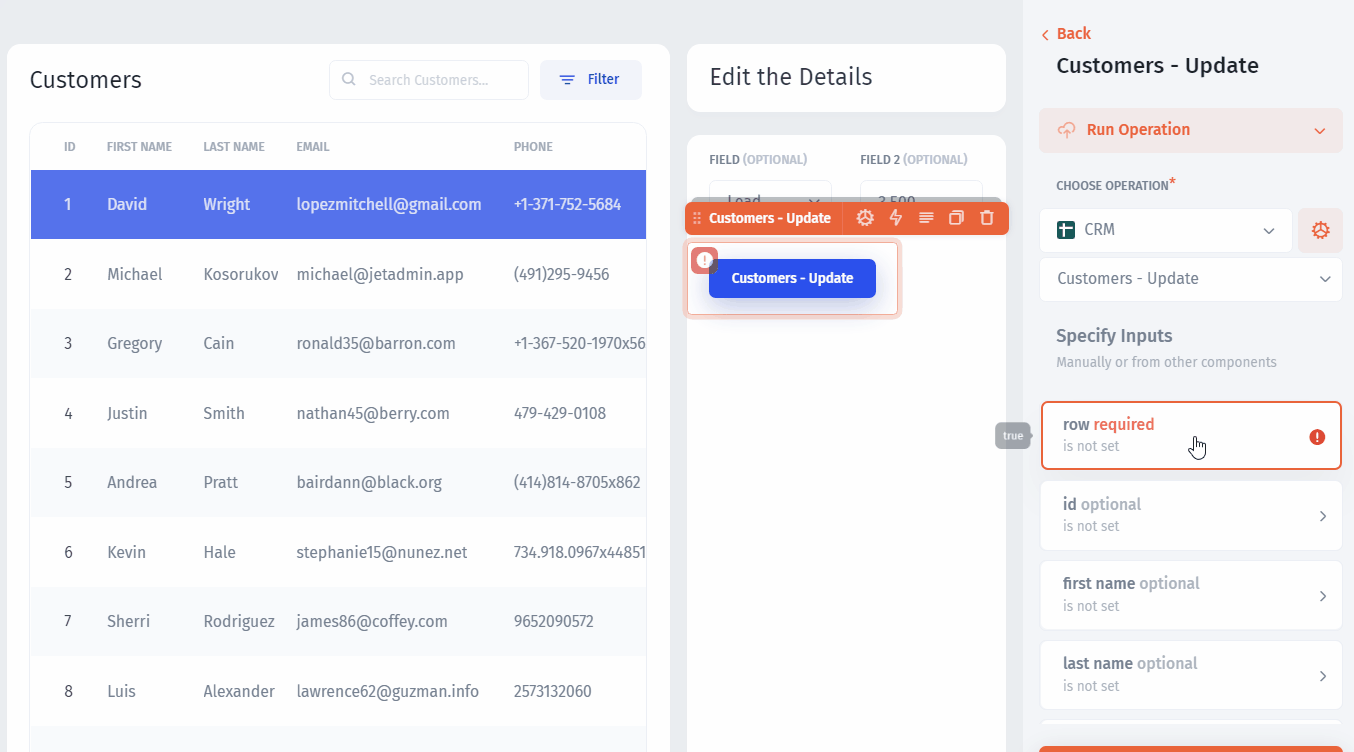 Customers
Search Customers...
Filter
ID FIRST NAME LAST NAME EMAIL PHONE
1 David Wright lopezmitchell@gmail.com +1-371-752-5684
2 Michael Kosorukov michael@jetadmin.app (491)295-9456
3 Gregory Cain ronald35@barron.com +1-367-520-1970x56
4 Justin Smith nathan45@berry.com 479-429-0108
5 Andrea Pratt bairdann@black.org (414)814-8705x862
6 Kevin Hale stephanie15@nunez.net 734.918.0967x44851
7 Sherri Rodriguez james86@coffey.com 9652090572
8 Luis Alexander lawrence62@guzman.info 2573132060
Edit the Details
FIELD (OPTIONAL) FIELD 2 (OPTIONAL)
Lead 2,500
Customers - Update
Customers - Update
Back
Customers - Update
Run Operation
CHOOSE OPERATION*
CRM
Customers - Update
Specify Inputs
Manually or from other components
true
row required
is not set
id optional
is not set
first name optional
is not set
last name optional
is not set